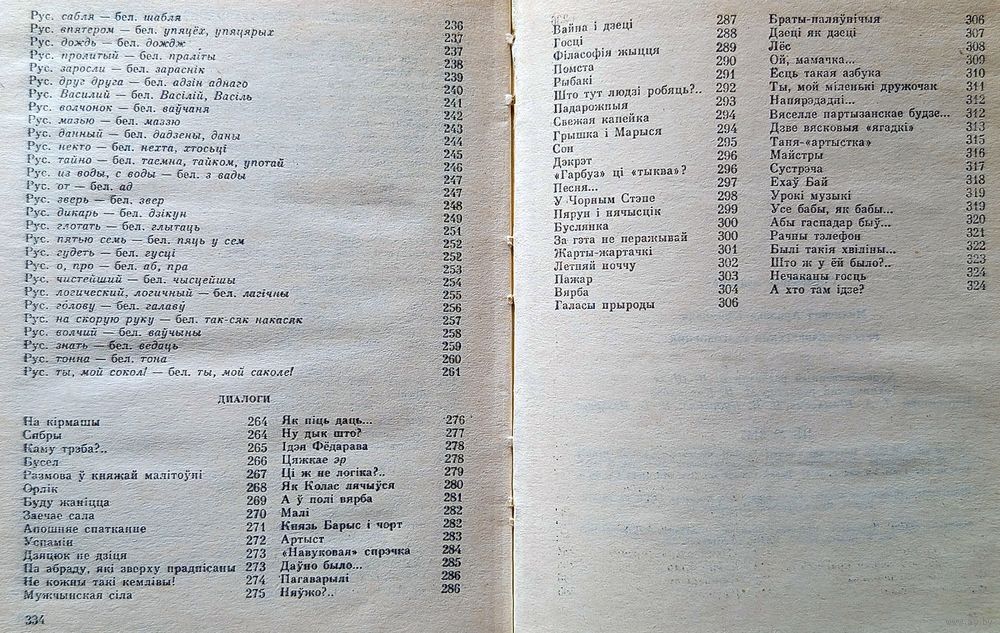 Рус. сабля — бел. шабля 236
Рус. впятером — бел. упяцёх, упяцярых 237
Рус. дождь — бел. дождж 237
Рус. пролитый — бел. праліты 238
Рус. заросли — бел. зараснік 239
Рус. друг друга — бел. адзін аднаго 240
Рус. Василий — бел. Васілій, Васіль 241
Рус. волчонок — бел. ваўчаня 242
Рус. мазью — бел. маззю 243
Рус. данный — бел. дадзены, даны 244
Рус. некто — бел. нехта, хтосьці 245
Рус. тайно — бел. таемна, тайком, употай 246
Рус. из воды, с воды — бел. з вады 247
Рус. от — бел. ад 247
Рус. зверь — бел. звер 248
Рус. дикарь — бел. дзікун 249
Рус. глотать — бел. глытаць 251
Рус. пятью семь — бел. пяць у сем 252
Рус. гудеть — бел. гусці 252
Рус. о, про — бел. аб, пра 253
Рус. чистейший — бел. чысцейшы 254
Рус. логический, логичный — бел. лагічны 255
Рус. голову — бел. галаву 256
Рус. на скорую руку — бел. так-сяк накасяк 257
Рус. волчий — бел. ваўчыны 258
Рус. знать — бел. ведаць 259
Рус. тонна — бел. тона 260
Рус. ты, мой сокол! — бел. ты, мой саколе! 261
ДИАЛОГИ
На кірмашы 264
Сябры 264
Каму трэба?.. 265
Бусел 266
Размова ў княжай малітоўні 267
Орлік 268
Буду жаніцца 269
Заечае сала 270
Апошняе спатканне 271
Успамін 272
Дзяцюк не дзіця 273
Па абраду, які зверху прадпісаны 273
Не кожны такі кемлівы! 274
Мужчынская сіла 275
Як піць даць... 276
Ну дык што? 277
Ідэя Фёдарава 278
Цяжкае эр 278
Ці ж не логіка?.. 279
Як Колас лячыўся 280
А ў полі вярба 281
Малі 282
Князь Барыс і чорт 282
Артыст 283
«Навуковая» спрэчка 284
Даўно было... 285
Пагаварылі 286
Няўжо?.. 286
334
Вайна і дзеці 287
Госці 288
Філасофія жыцця 289
Помста 290
Рыбакі 291
Што тут людзі робяць?.. 292
Падарожныя 293
Свежая капейка 294
Грышка і Марыся 294
Сон 295
Дэкрэт 296
«Гарбуз» ці «тыква»? 296
Песня... 297
У Чорным Стэпе 298
Пярун і нячысцік 299
Буслянка 300
За гэта не перажывай 300
Жарты-жартачкі 301
Летняй ноччу 302
Пажар 303
Вярба 304
Галасы прыроды 306
Браты-паляўнічыя 306
Дзеці як дзеці 307
Лёс 308
Ой, мамачка... 309
Ёсць такая азбука 310
Ты, мой міленькі дружочак 311
Напярэдадні... 312
Вяселле партызанскае будзе... 312
Дзве вясковыя «ягадкі» 313
Таня-«артыстка» 315
Майстры 316
Сустрэча 317
Ехаў Бай 318
Урокі музыкі 319
Усе бабы, як бабы... 319
Абы гаспадар быў... 320
Рачны тэлефон 321
Былі такія хвіліны... 322
Што ж у ёй было?.. 323
Нечаканы госць 324
А хто там ідзе? 324